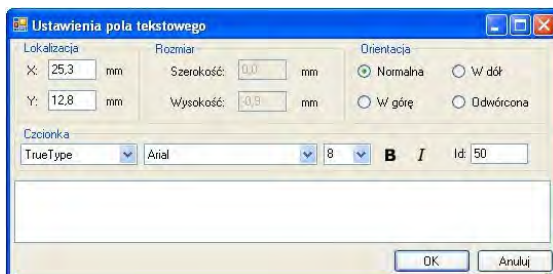 Ustawienia pola tekstowego
Lokalizacja Rozmiar Orientacja
X: 25,3 mm Szerokość: 0,0 mm Normalna W dół
Y: 12,8 mm Wysokość: -0,9 mm W górę Odwórcona
Czcionka
TrueType Arial 8 B I Id: 50
OK Anuluj